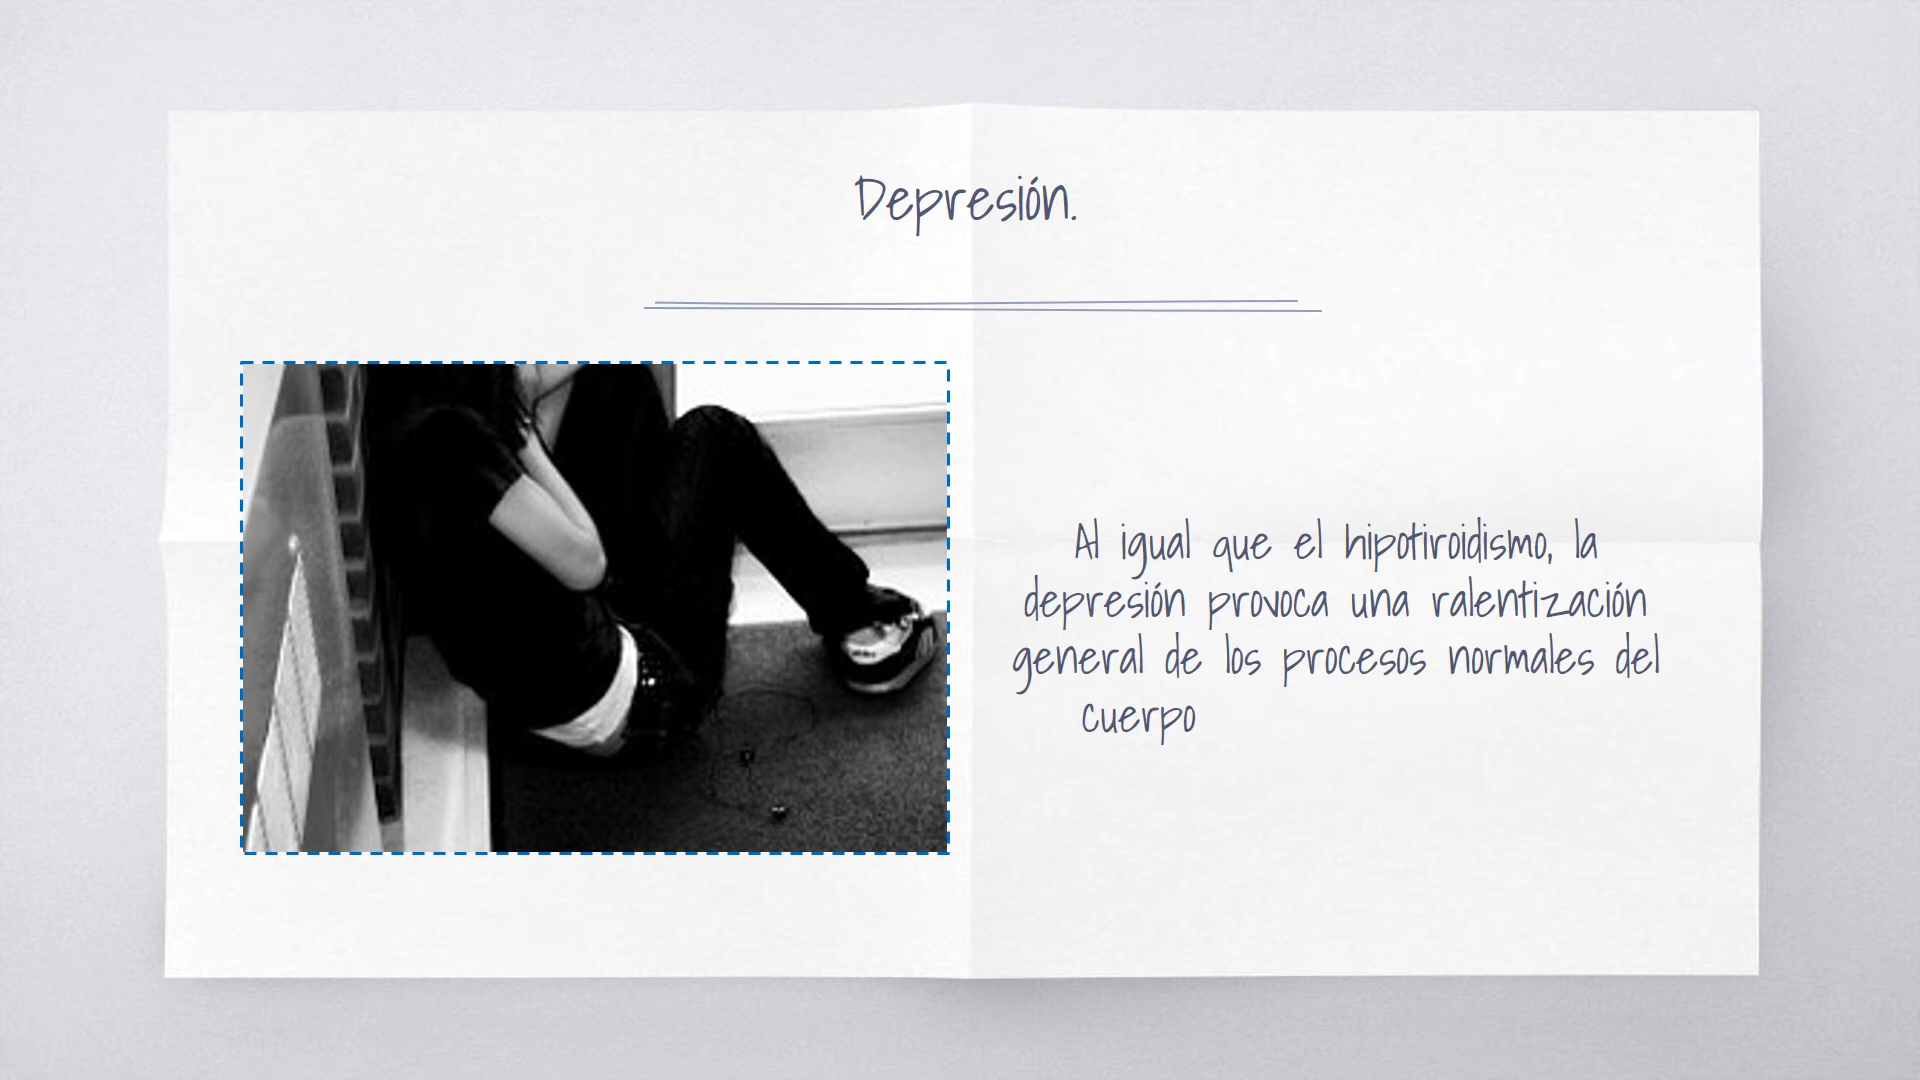 Depresión.
Al igual que el hipotiroidismo, la
depresión provoca una ralentización
general de los procesos normales del
cuerpo